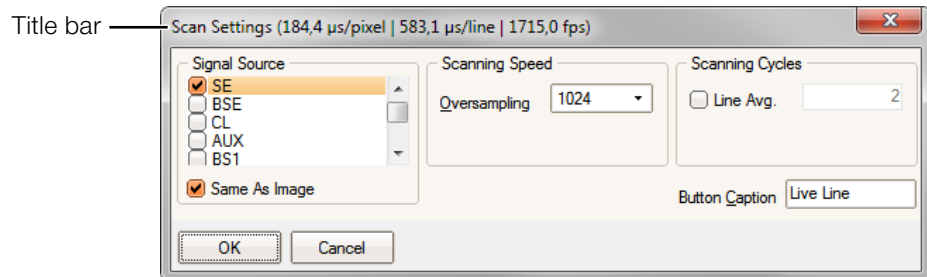 Title bar
Scan Settings (184,4 µs/pixel | 583,1 µs/line | 1715,0 fps)
Signal Source
SE
BSE
CL
AUX
BS1
Same As Image
Scanning Speed
Oversampling 1024
Scanning Cycles
Line Avg. 2
Button Caption Live Line
OK Cancel